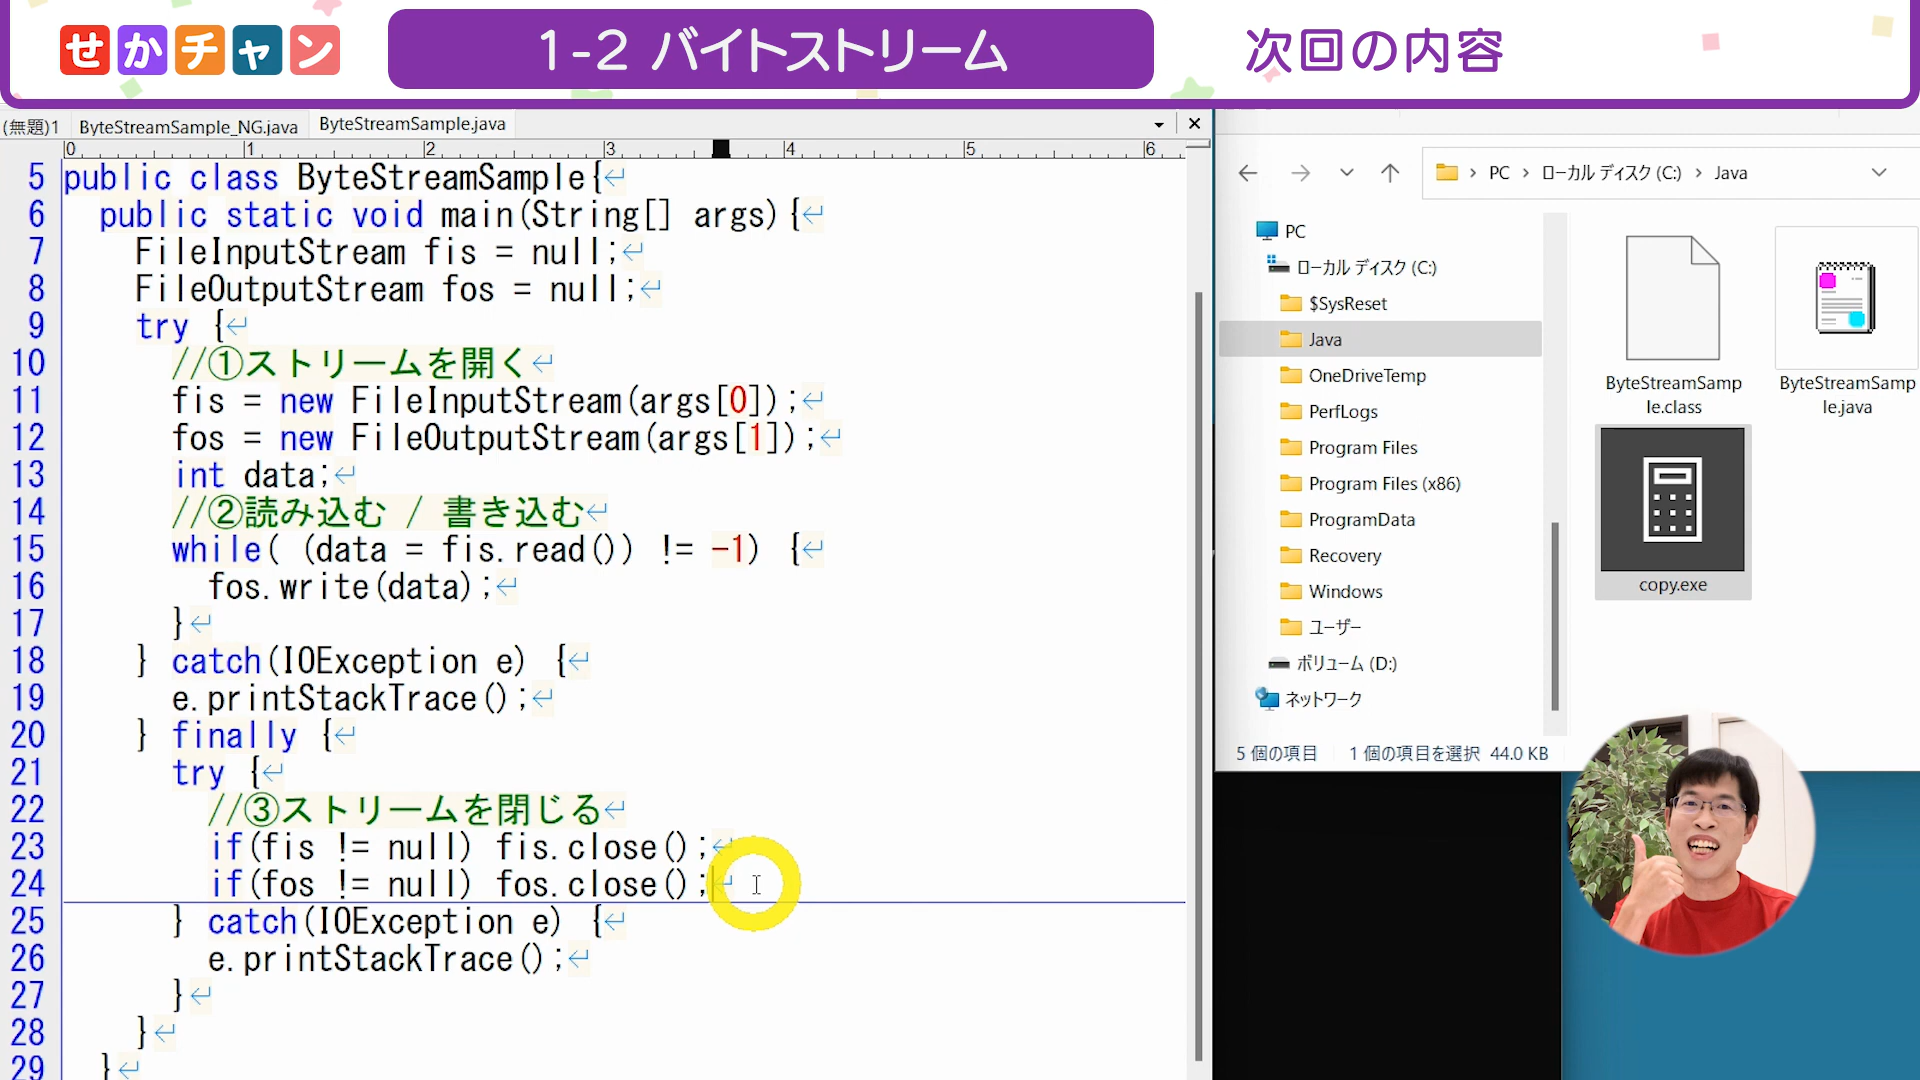 せかチャン
1-2 バイトストリーム
次回の内容
(無題)1 ByteStreamSample_NG.java ByteStreamSample.java
0 1 2 3 4 5 6
5 public class ByteStreamSample{
6 public static void main(String[] args) {
7 FileInputStream fis = null;
8 FileOutputStream fos = null;
9 try {
10 //①ストリームを開く
11 fis = new FileInputStream(args[0]);
12 fos = new FileOutputStream(args[1]);
13 int data;
14 //②読み込む / 書き込む
15 while( (data = fis.read()) != -1) {
16 fos.write(data);
17 }
18 } catch(IOException e) {
19 e.printStackTrace();
20 } finally {
21 try {
22 //③ストリームを閉じる
23 if(fis != null) fis.close();
24 if(fos != null) fos.close();
25 } catch(IOException e) {
26 e.printStackTrace();
27 }
28 }
29 }
PC › ローカル ディスク (C:) › Java
PC
ローカル ディスク (C:)
$SysReset
Java
OneDriveTemp
PerfLogs
Program Files
Program Files (x86)
ProgramData
Recovery
Windows
ユーザー
ボリューム (D:)
ネットワーク
ByteStreamSamp
le.class
ByteStreamSamp
le.java
copy.exe
5 個の項目 1 個の項目を選択 44.0 KB